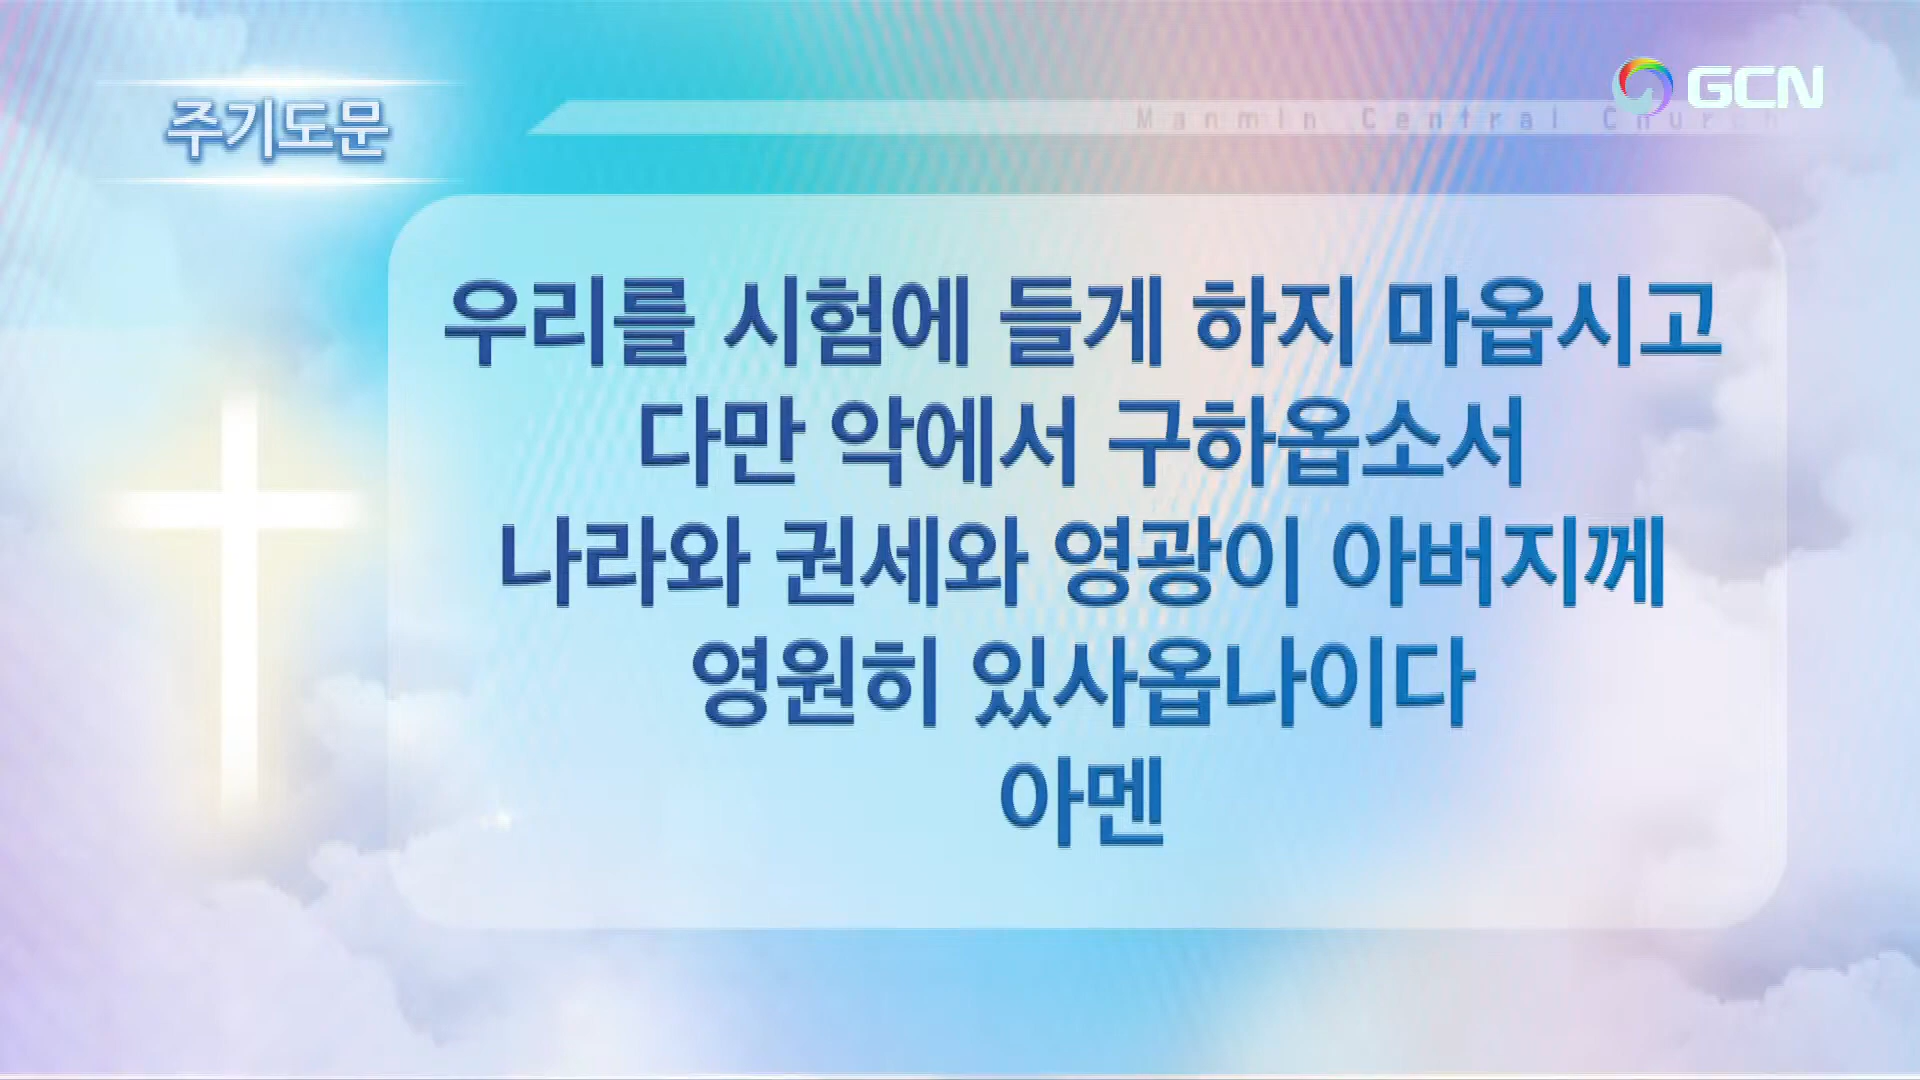 주기도문
Manmin Central Church
GCN
우리를 시험에 들게 하지 마옵시고
다만 악에서 구하옵소서
나라와 권세와 영광이 아버지께
영원히 있사옵나이다
아멘